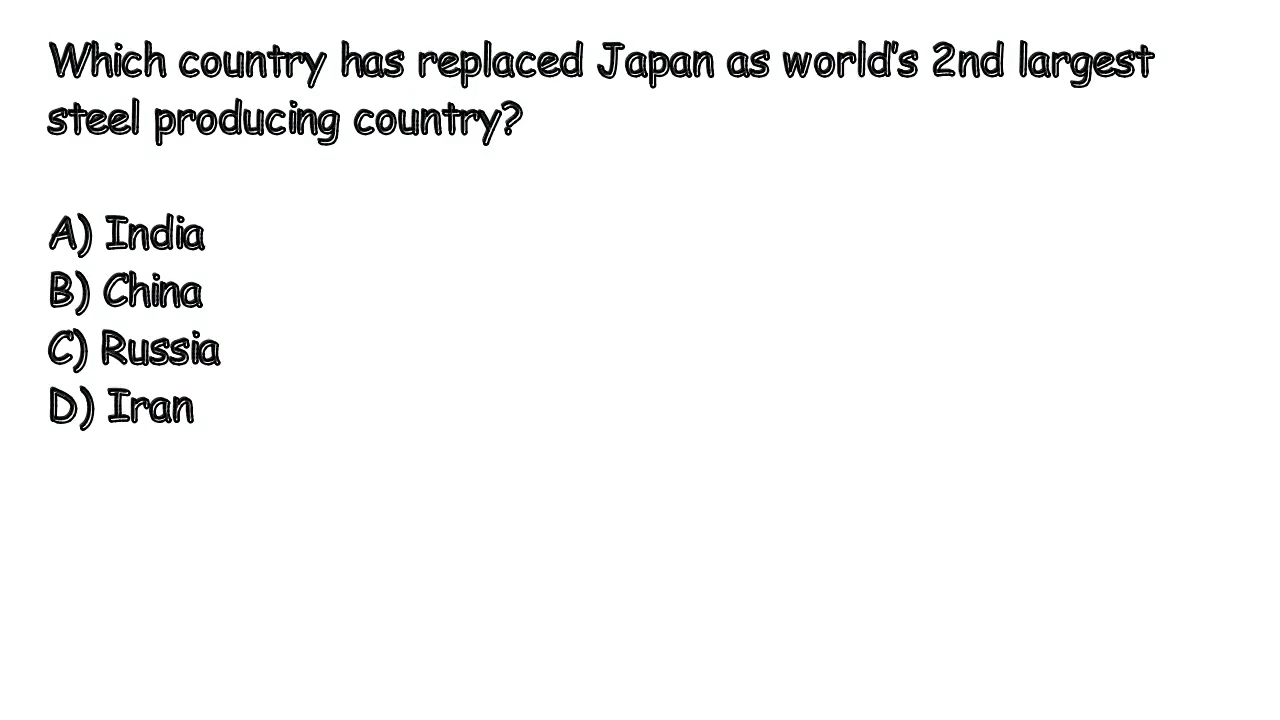 Which country has replaced Japan as world's 2nd largest
steel producing country?
A) India
B) China
C) Russia
D) Iran